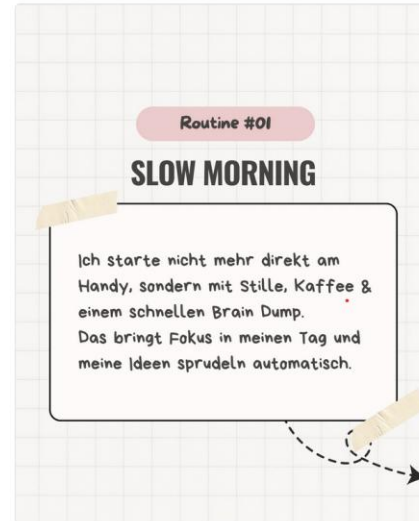 Routine #01
SLOW MORNING
Ich starte nicht mehr direkt am
Handy, sondern mit Stille, Kaffee &
einem schnellen Brain Dump.
Das bringt Fokus in meinen Tag und
meine Ideen sprudeln automatisch.